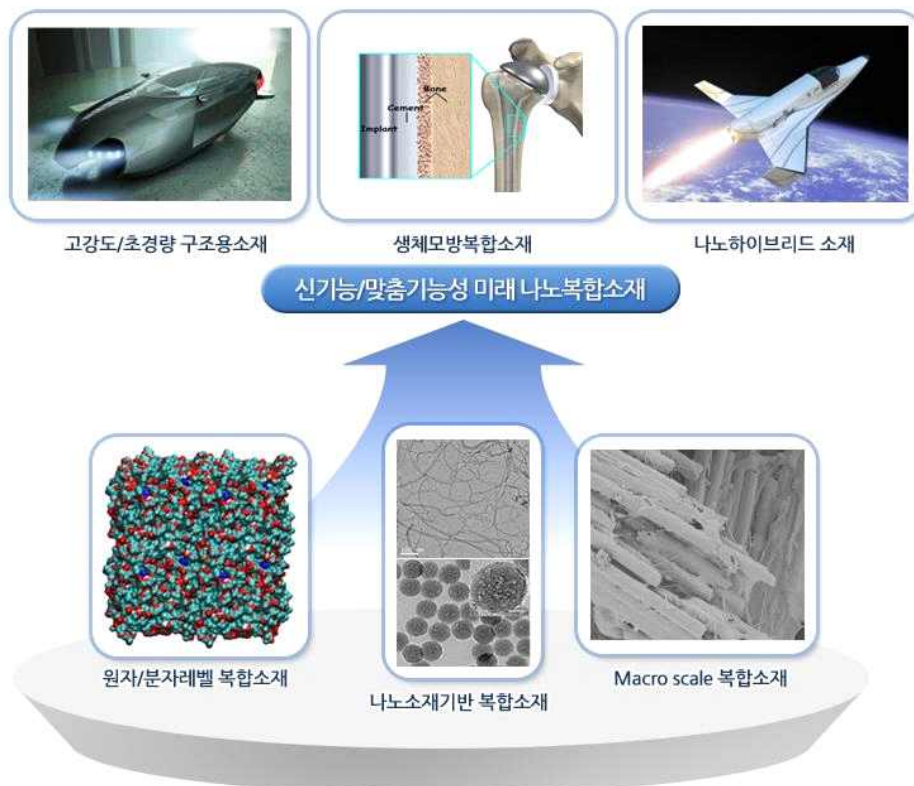 Bone
Cement
Implant
고강도/초경량 구조용소재
생체모방복합소재
나노하이브리드 소재
신기능/맞춤기능성 미래 나노복합소재
원자/분자레벨 복합소재
나노소재기반 복합소재
Macro scale 복합소재